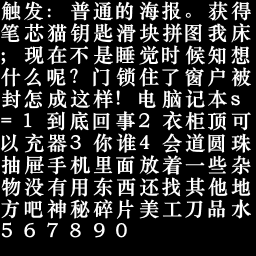 触发：普通的海报。获得
笔芯猫钥匙滑块拼图我床
；现在不是睡觉时候知想
什么呢？门锁住了窗户被
封怎成这样！电脑记本s
=1到底回事2衣柜顶可
以充器3你谁4会道圆珠
抽屉手机里面放着一些杂
物没有用东西还找其他地
方吧神秘碎片美工刀品水
567890